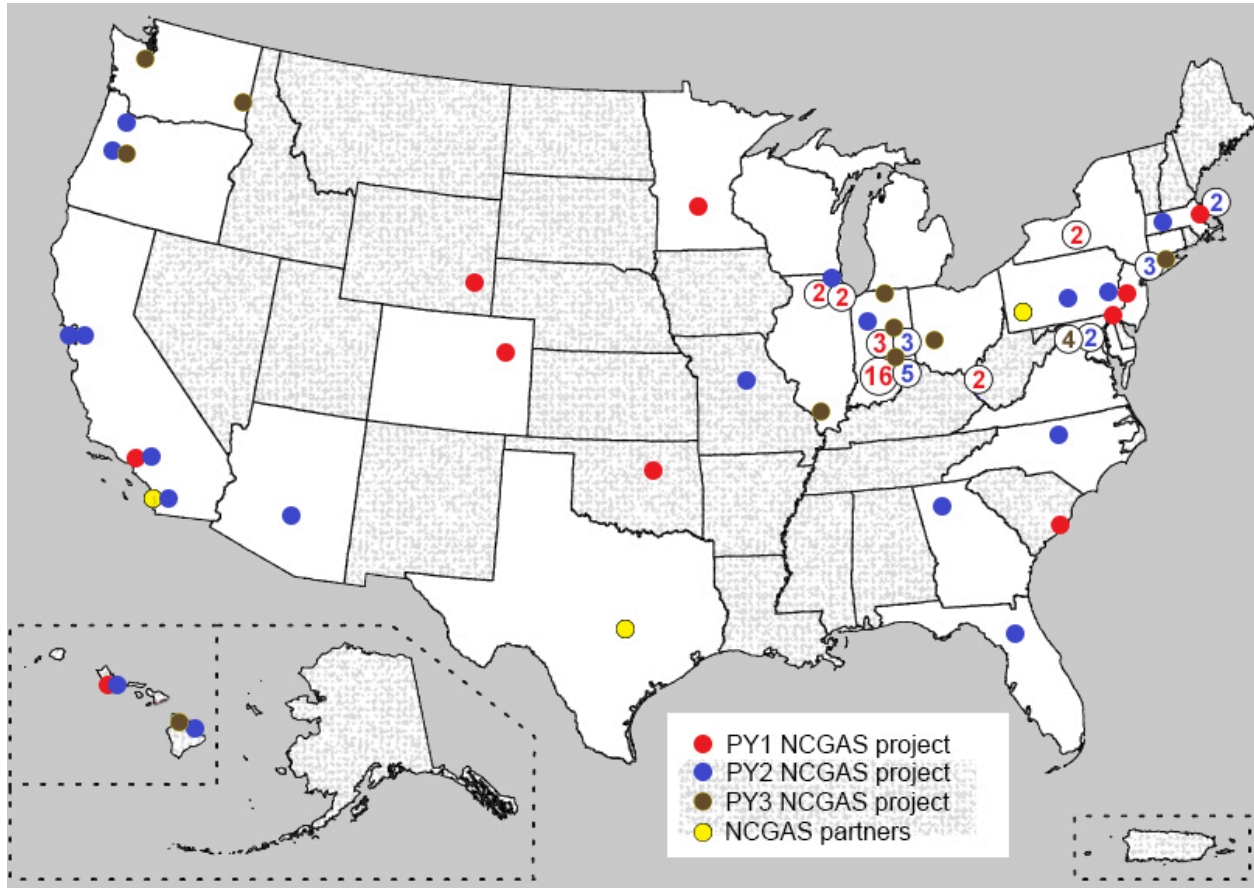 2
2
3
2 2
4 2
3 3
16 5
2
PY1 NCGAS project
PY2 NCGAS project
PY3 NCGAS project
NCGAS partners